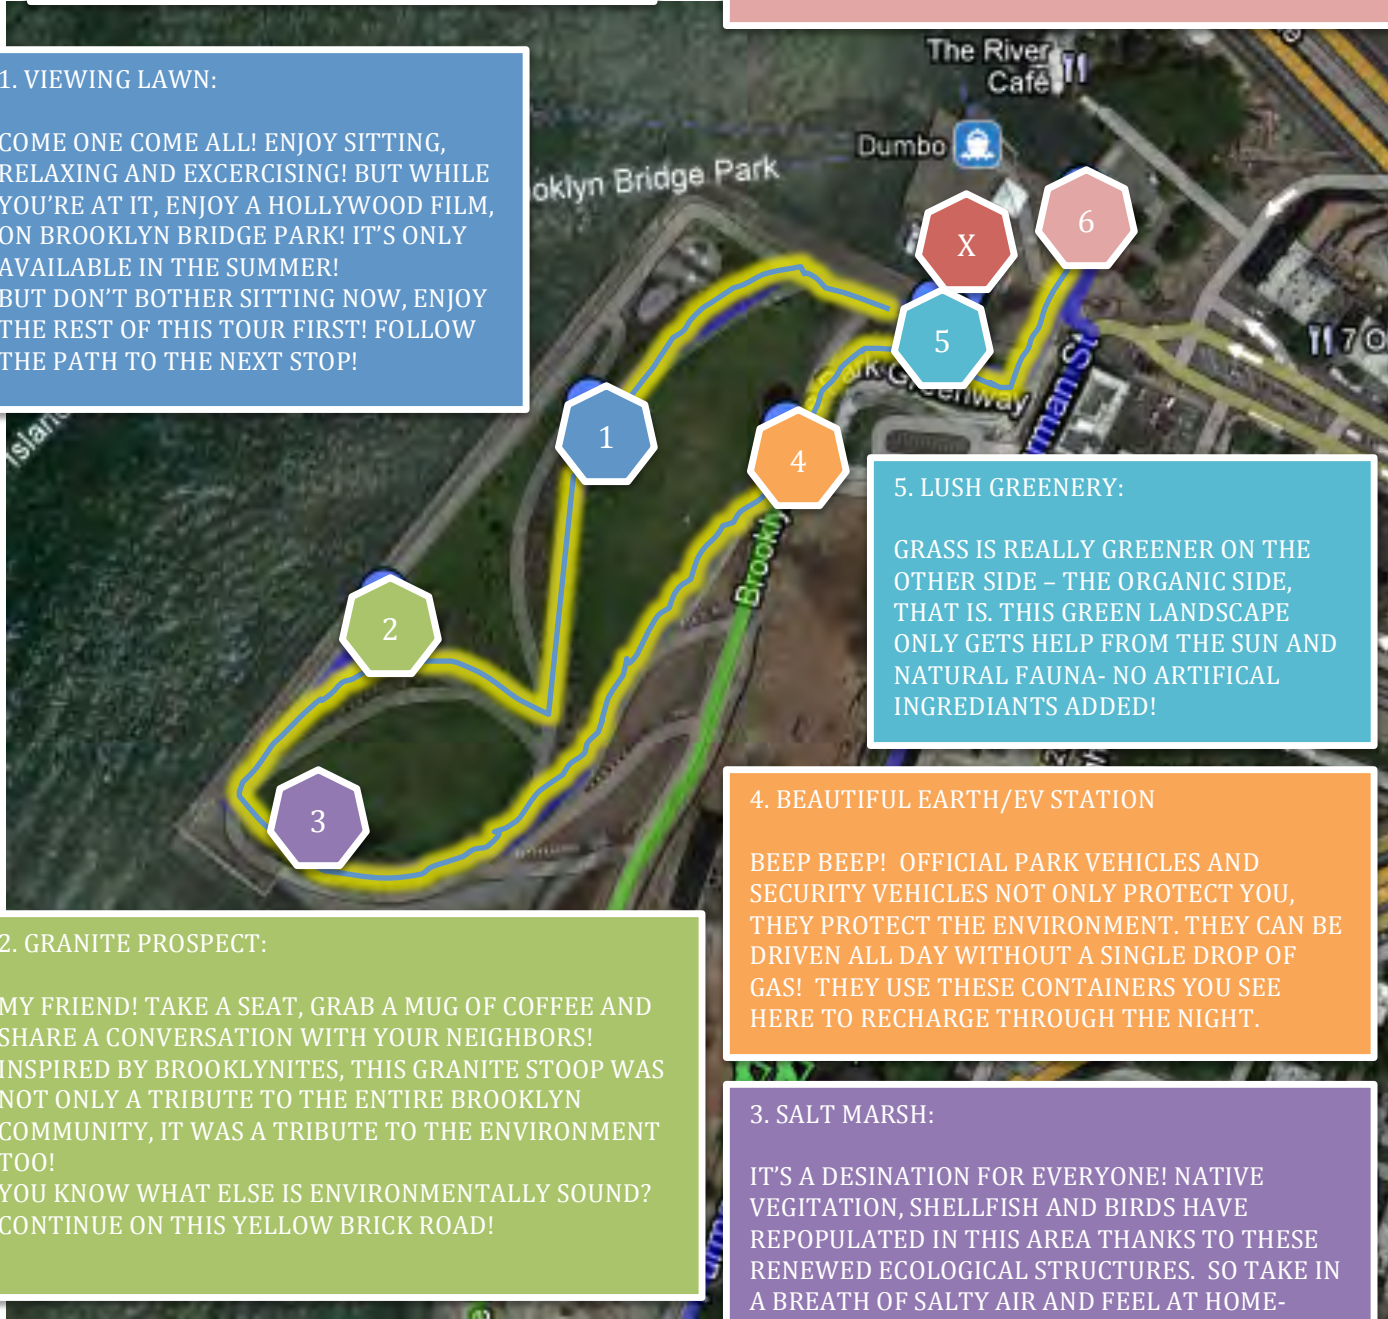 The River
Café
Dumbo
oklyn Bridge Park
1. VIEWING LAWN:
COME ONE COME ALL! ENJOY SITTING,
RELAXING AND EXCERCISING! BUT WHILE
YOU'RE AT IT, ENJOY A HOLLYWOOD FILM,
ON BROOKLYN BRIDGE PARK! IT'S ONLY
AVAILABLE IN THE SUMMER!
BUT DON'T BOTHER SITTING NOW, ENJOY
THE REST OF THIS TOUR FIRST! FOLLOW
THE PATH TO THE NEXT STOP!
X
6
5
1
4
2
3
ark Greenway
rman St
7 O
Island
Brookly
5. LUSH GREENERY:
GRASS IS REALLY GREENER ON THE
OTHER SIDE – THE ORGANIC SIDE,
THAT IS. THIS GREEN LANDSCAPE
ONLY GETS HELP FROM THE SUN AND
NATURAL FAUNA- NO ARTIFICAL
INGREDIANTS ADDED!
4. BEAUTIFUL EARTH/EV STATION
BEEP BEEP!  OFFICIAL PARK VEHICLES AND
SECURITY VEHICLES NOT ONLY PROTECT YOU,
THEY PROTECT THE ENVIRONMENT. THEY CAN BE
DRIVEN ALL DAY WITHOUT A SINGLE DROP OF
GAS!  THEY USE THESE CONTAINERS YOU SEE
HERE TO RECHARGE THROUGH THE NIGHT.
2. GRANITE PROSPECT:
MY FRIEND! TAKE A SEAT, GRAB A MUG OF COFFEE AND
SHARE A CONVERSATION WITH YOUR NEIGHBORS!
INSPIRED BY BROOKLYNITES, THIS GRANITE STOOP WAS
NOT ONLY A TRIBUTE TO THE ENTIRE BROOKLYN
COMMUNITY, IT WAS A TRIBUTE TO THE ENVIRONMENT
TOO!
YOU KNOW WHAT ELSE IS ENVIRONMENTALLY SOUND?
CONTINUE ON THIS YELLOW BRICK ROAD!
3. SALT MARSH:
IT'S A DESINATION FOR EVERYONE! NATIVE
VEGITATION, SHELLFISH AND BIRDS HAVE
REPOPULATED IN THIS AREA THANKS TO THESE
RENEWED ECOLOGICAL STRUCTURES.  SO TAKE IN
A BREATH OF SALTY AIR AND FEEL AT HOME-